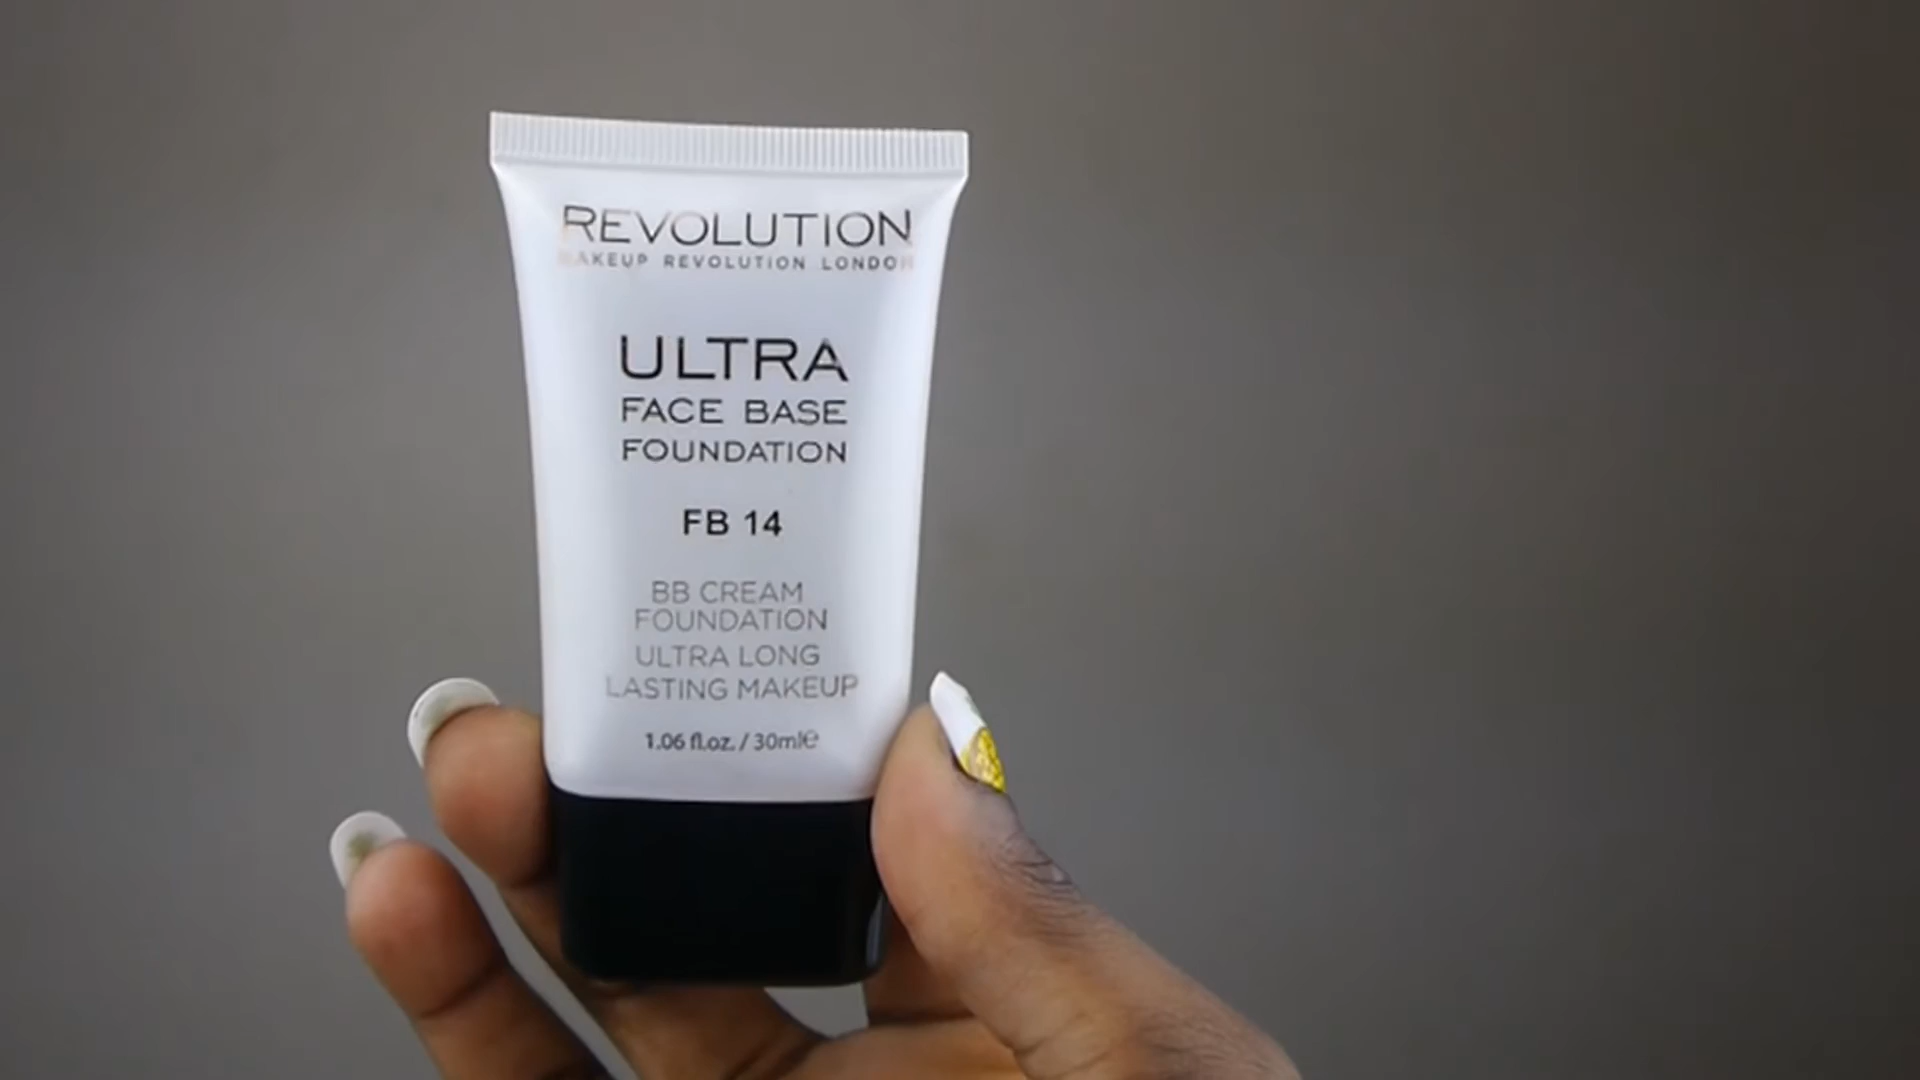 REVOLUTION
MAKEUP REVOLUTION LONDON
ULTRA
FACE BASE
FOUNDATION
FB 14
BB CREAM
FOUNDATION
ULTRA LONG
LASTING MAKEUP
1.06 fl.oz. / 30ml℮